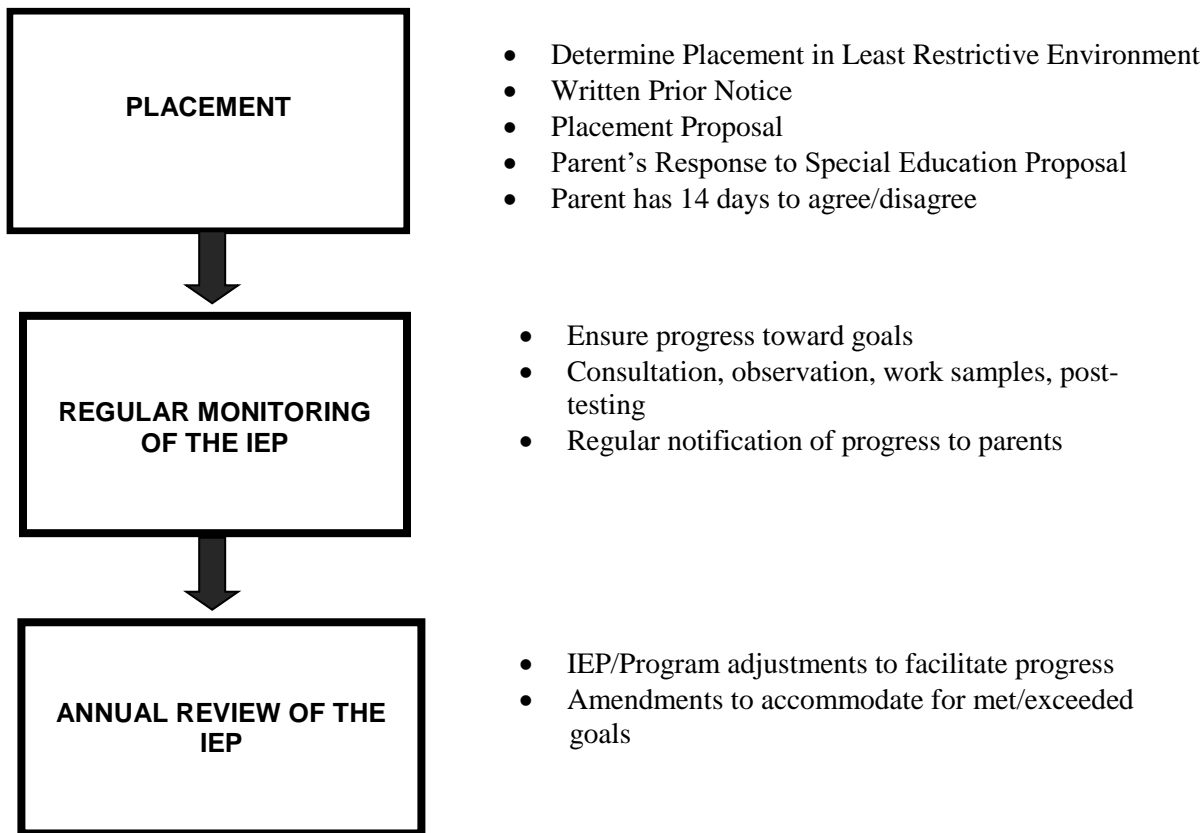 PLACEMENT
• Determine Placement in Least Restrictive Environment
• Written Prior Notice
• Placement Proposal
• Parent’s Response to Special Education Proposal
• Parent has 14 days to agree/disagree
REGULAR MONITORING
OF THE IEP
• Ensure progress toward goals
• Consultation, observation, work samples, post-
testing
• Regular notification of progress to parents
ANNUAL REVIEW OF THE
IEP
• IEP/Program adjustments to facilitate progress
• Amendments to accommodate for met/exceeded
goals